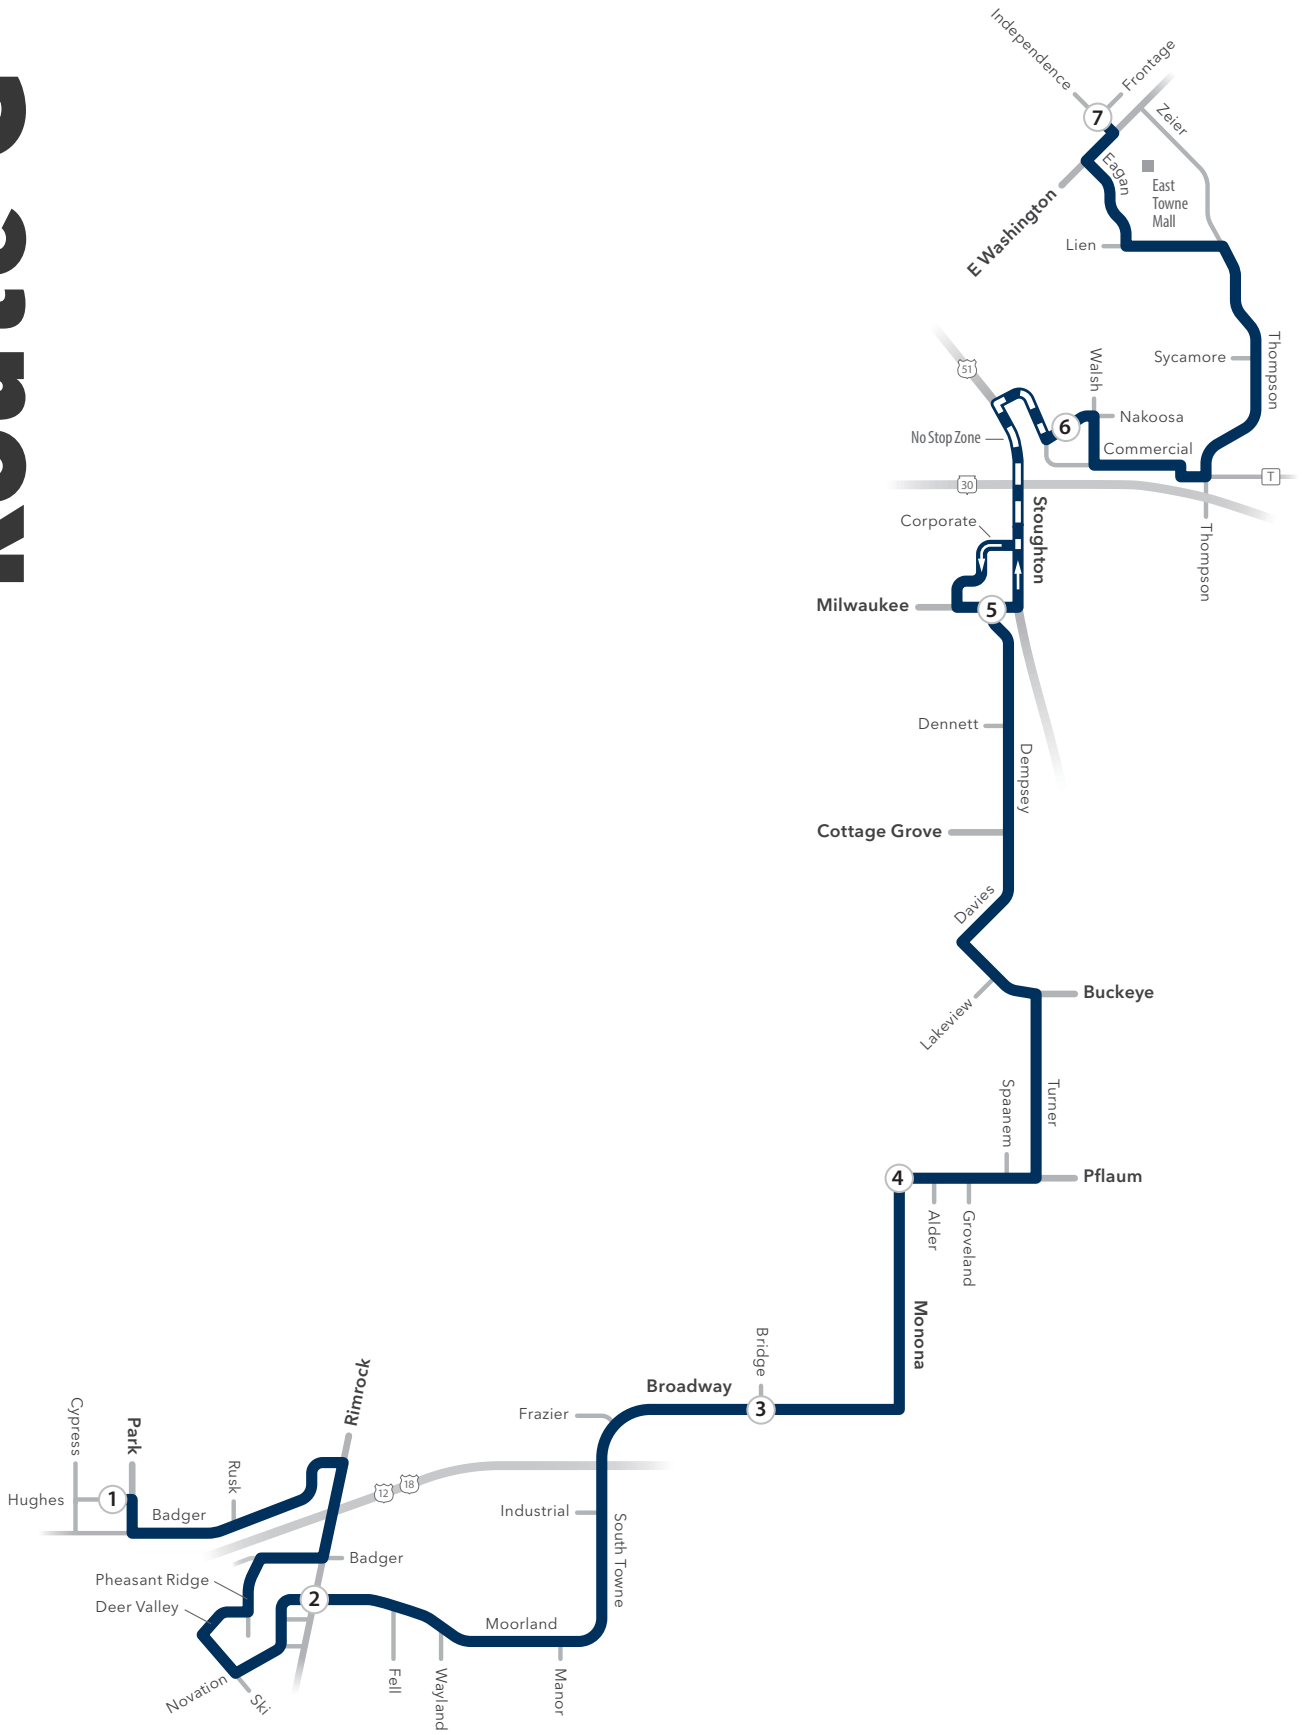 Independence
Frontage
7
Zeier
Eagan
East
Towne
Mall
E Washington
Lien
Thompson
Sycamore
51
Walsh
Nakoosa
6
No Stop Zone
Commercial
T
30
Corporate
Stoughton
Thompson
Milwaukee
5
Dennett
Dempsey
Cottage Grove
Davies
Buckeye
Lakeview
Spaanem
Turner
4
Pflaum
Alder
Groveland
Monona
Bridge
Broadway
3
Rimrock
Frazier
Cypress
Park
Rusk
18
12
Hughes
1
Badger
Industrial
South Towne
Badger
Pheasant Ridge
Deer Valley
2
Moorland
Novation
Ski
Fell
Wayland
Manor